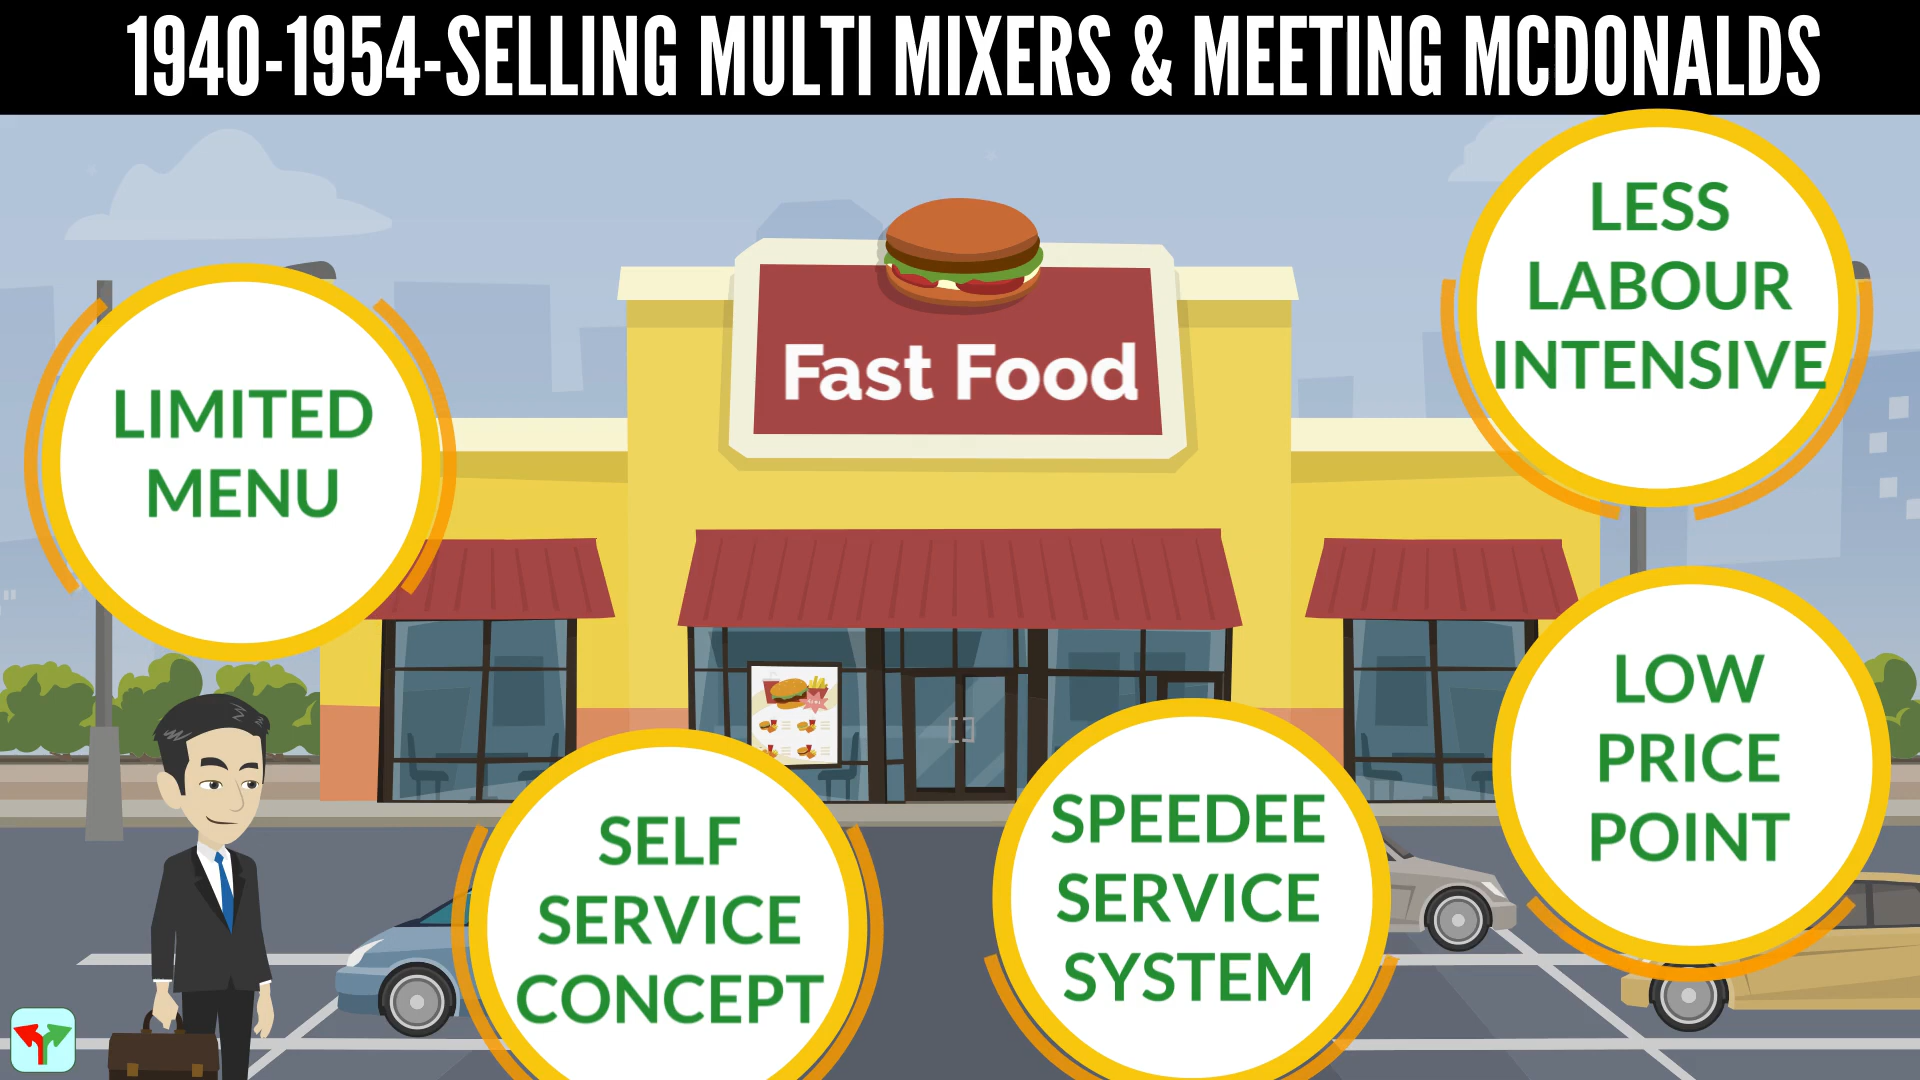 1940-1954-SELLING MULTI MIXERS & MEETING MCDONALDS
LESS
LABOUR
INTENSIVE
Fast Food
LIMITED
MENU
LOW
PRICE
POINT
SELF
SERVICE
CONCEPT
SPEEDEE
SERVICE
SYSTEM